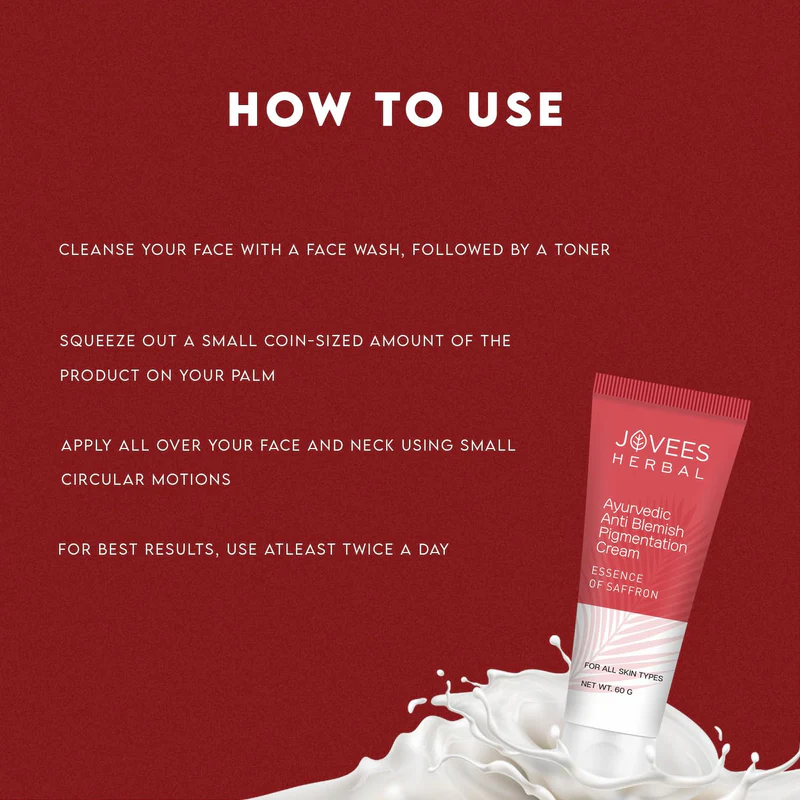 HOW TO USE
CLEANSE YOUR FACE WITH A FACE WASH, FOLLOWED BY A TONER
SQUEEZE OUT A SMALL COIN-SIZED AMOUNT OF THE
PRODUCT ON YOUR PALM
APPLY ALL OVER YOUR FACE AND NECK USING SMALL
CIRCULAR MOTIONS
FOR BEST RESULTS, USE ATLEAST TWICE A DAY
JOVEES
HERBAL
Ayurvedic
Anti Blemish
Pigmentation
Cream
ESSENCE
OF SAFFRON
FOR ALL SKIN TYPES
NET WT. 60 G